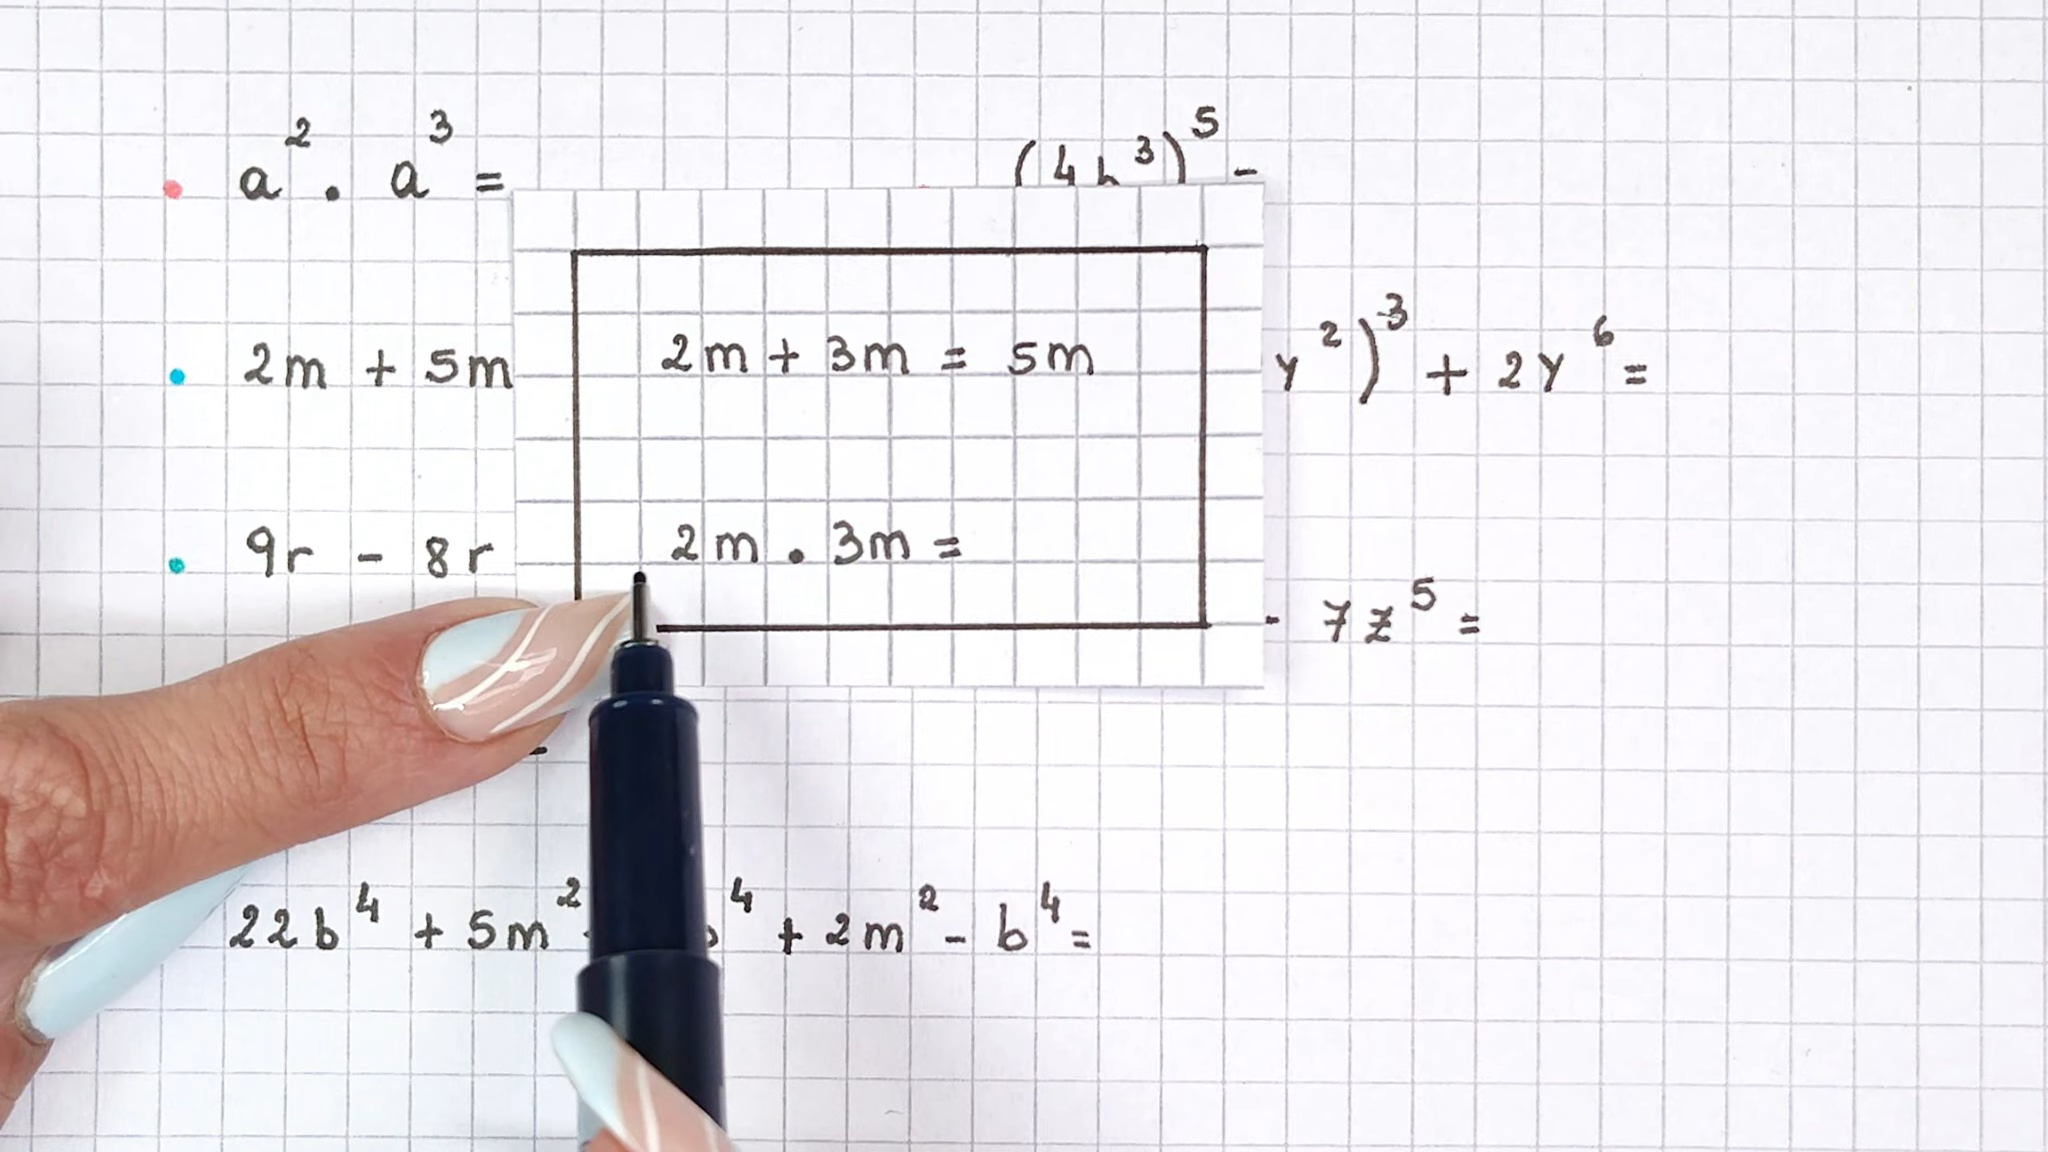 a² · a³ =
(4h³)⁵ =
2m + 5m
y²)³ + 2y⁶ =
9r - 8r
- 7z⁵ =
2m + 3m = 5m
2m · 3m =
22b⁴ + 5m² b⁴ + 2m² - b⁴ =